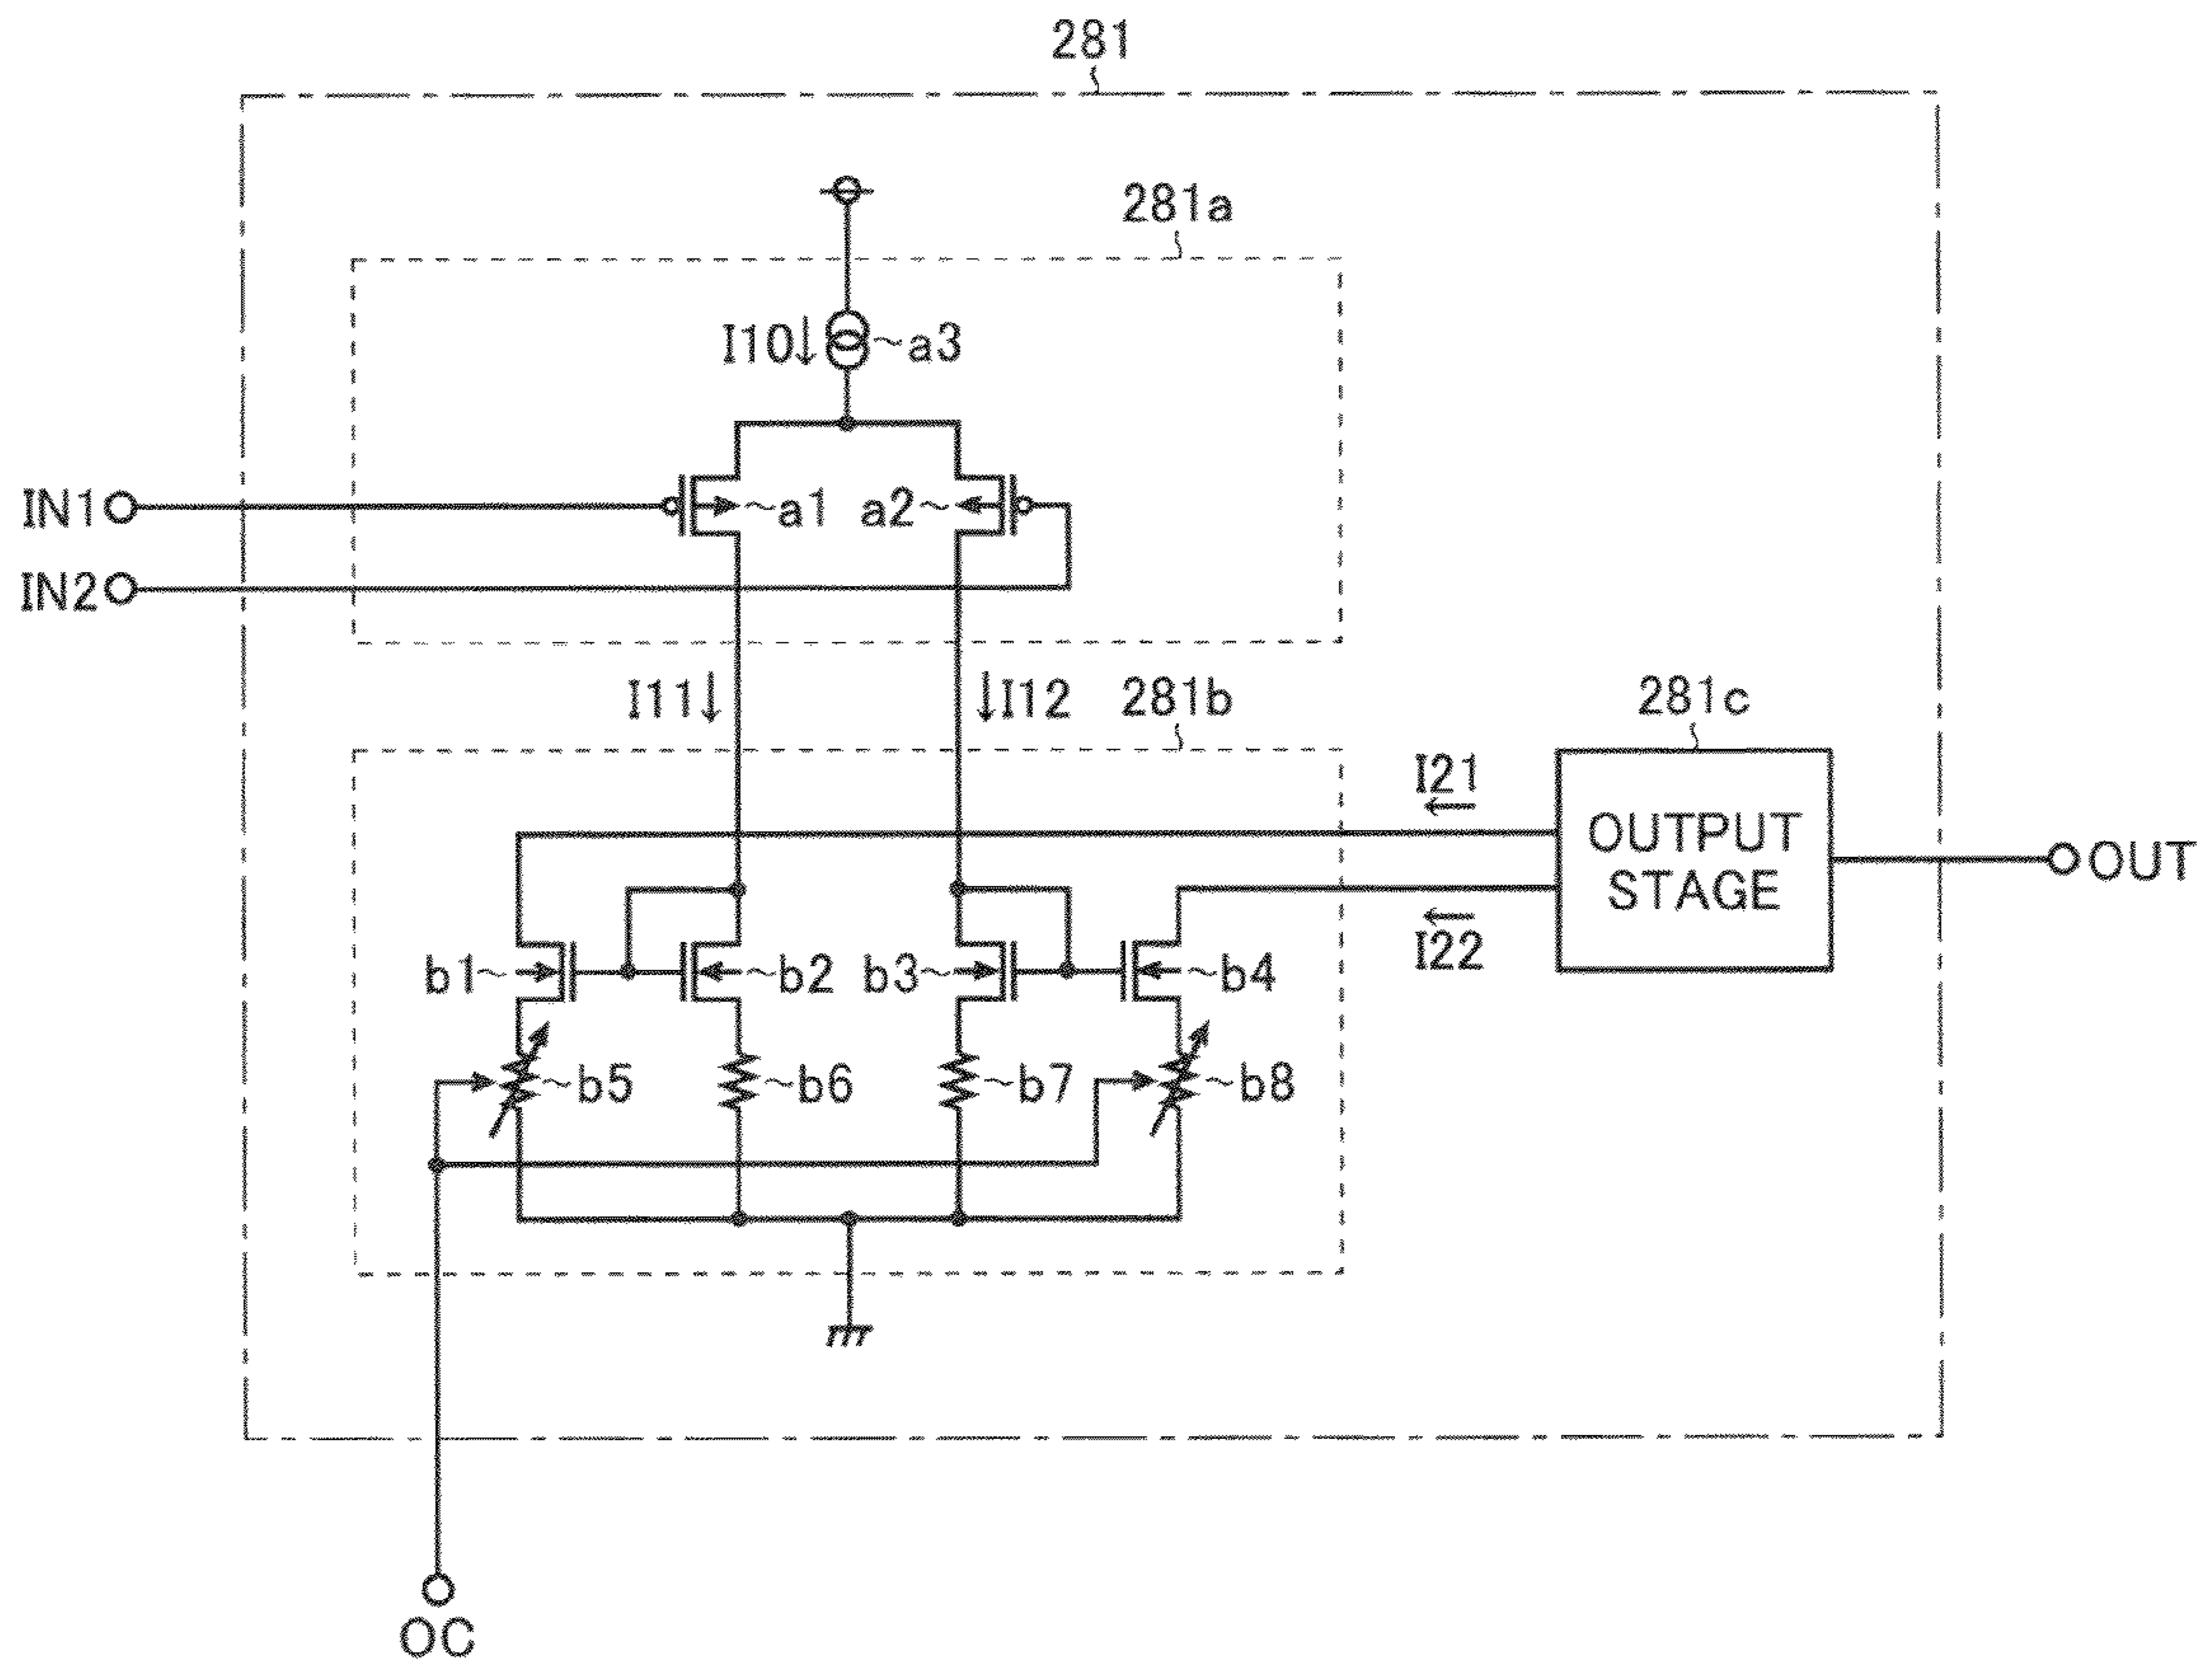 281
281a
I10
a3
IN1
a1
a2
IN2
I11
I12
281b
281c
I21
OUTPUT
STAGE
OUT
I22
b1
b2
b3
b4
b5
b6
b7
b8
OC